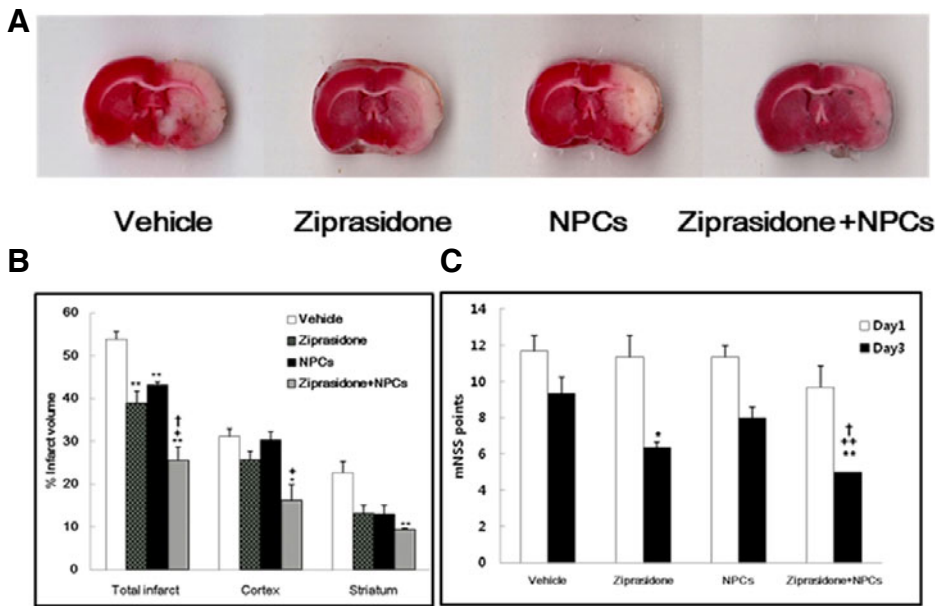 A
Vehicle
Ziprasidone
NPCs
Ziprasidone+NPCs
B
% Infarct volume
60
50
40
30
20
10
0
Vehicle
Ziprasidone
NPCs
Ziprasidone+NPCs
**
**
†
+
**
+
*
**
Total infarct
Cortex
Striatum
C
mNSS points
14
12
10
8
6
4
2
0
Day1
Day3
*
†
++
**
Vehicle
Ziprasidone
NPCs
Ziprasidone+NPCs